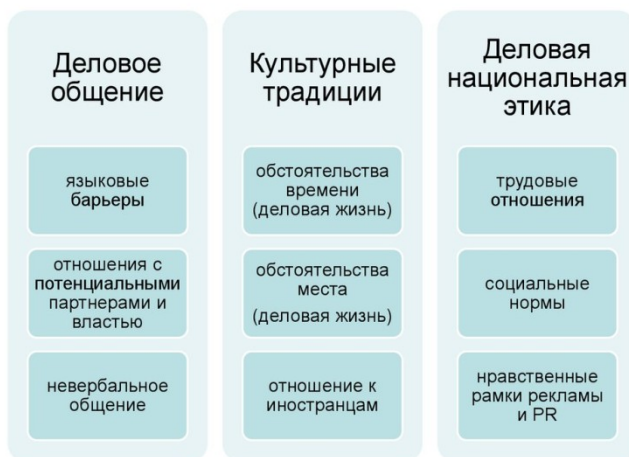 Деловое
общение
языковые
барьеры
отношения с
потенциальными
партнерами и
властью
невербальное
общение
Культурные
традиции
обстоятельства
времени
(деловая жизнь)
обстоятельства
места
(деловая жизнь)
отношение к
иностранцам
Деловая
национальная
этика
трудовые
отношения
социальные
нормы
нравственные
рамки рекламы
и PR